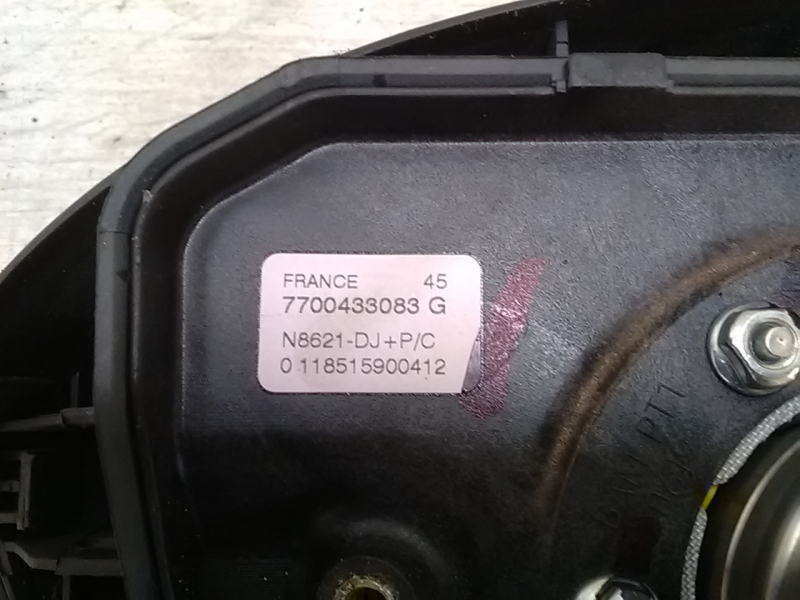 FRANCE 45
7700433083 G
N8621-DJ+P/C
0 118515900412